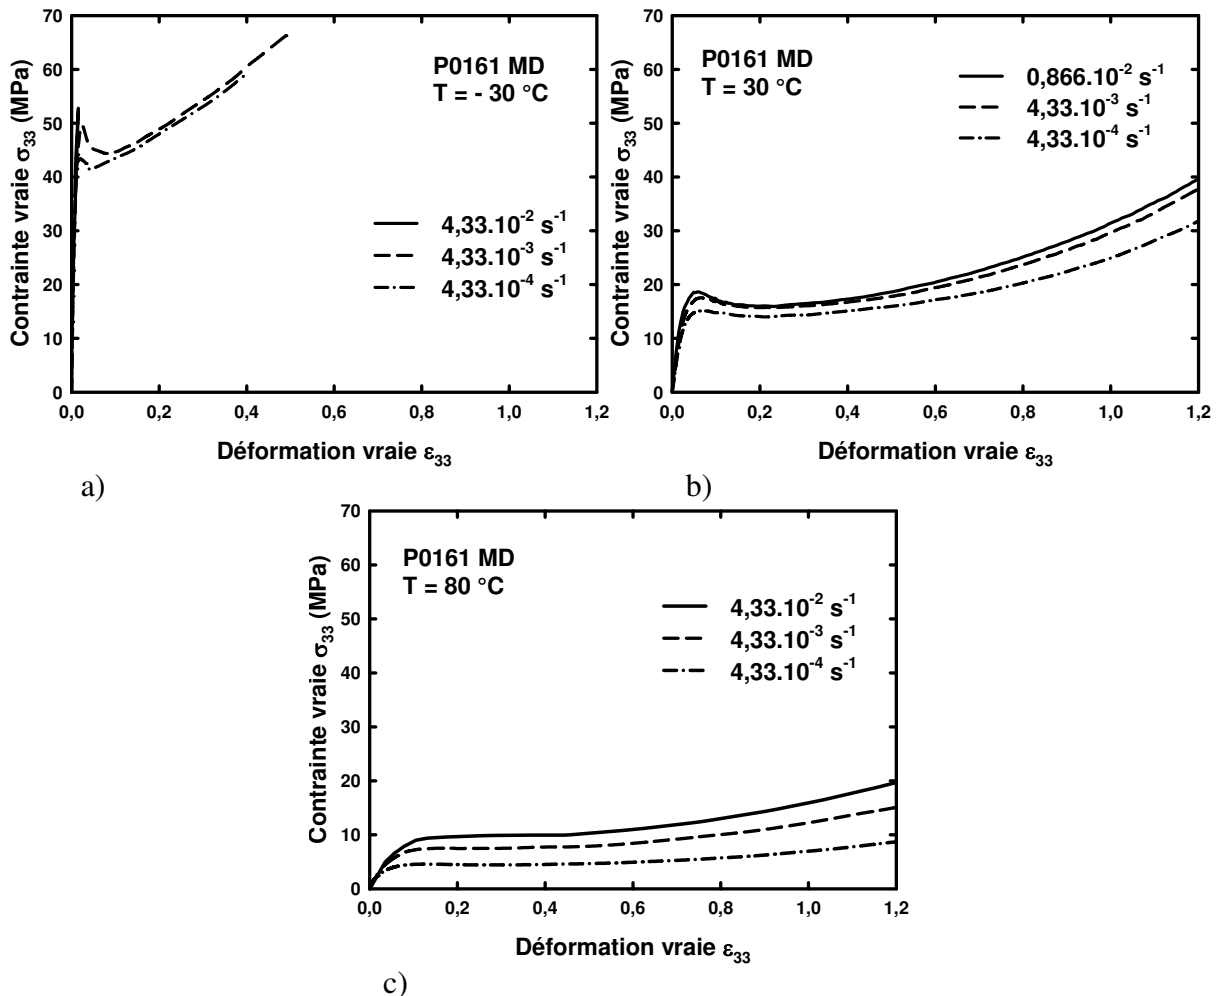 70
60
50
40
30
20
10
0
Contrainte vraie σ33 (MPa)
P0161 MD
T = - 30 °C
4,33.10-2 s-1
4,33.10-3 s-1
4,33.10-4 s-1
0,0 0,2 0,4 0,6 0,8 1,0 1,2
Déformation vraie ε33
a)
70
60
50
40
30
20
10
0
Contrainte vraie σ33 (MPa)
P0161 MD
T = 30 °C
0,866.10-2 s-1
4,33.10-3 s-1
4,33.10-4 s-1
0,0 0,2 0,4 0,6 0,8 1,0 1,2
Déformation vraie ε33
b)
70
60
50
40
30
20
10
0
Contrainte vraie σ33 (MPa)
P0161 MD
T = 80 °C
4,33.10-2 s-1
4,33.10-3 s-1
4,33.10-4 s-1
0,0 0,2 0,4 0,6 0,8 1,0 1,2
Déformation vraie ε33
c)